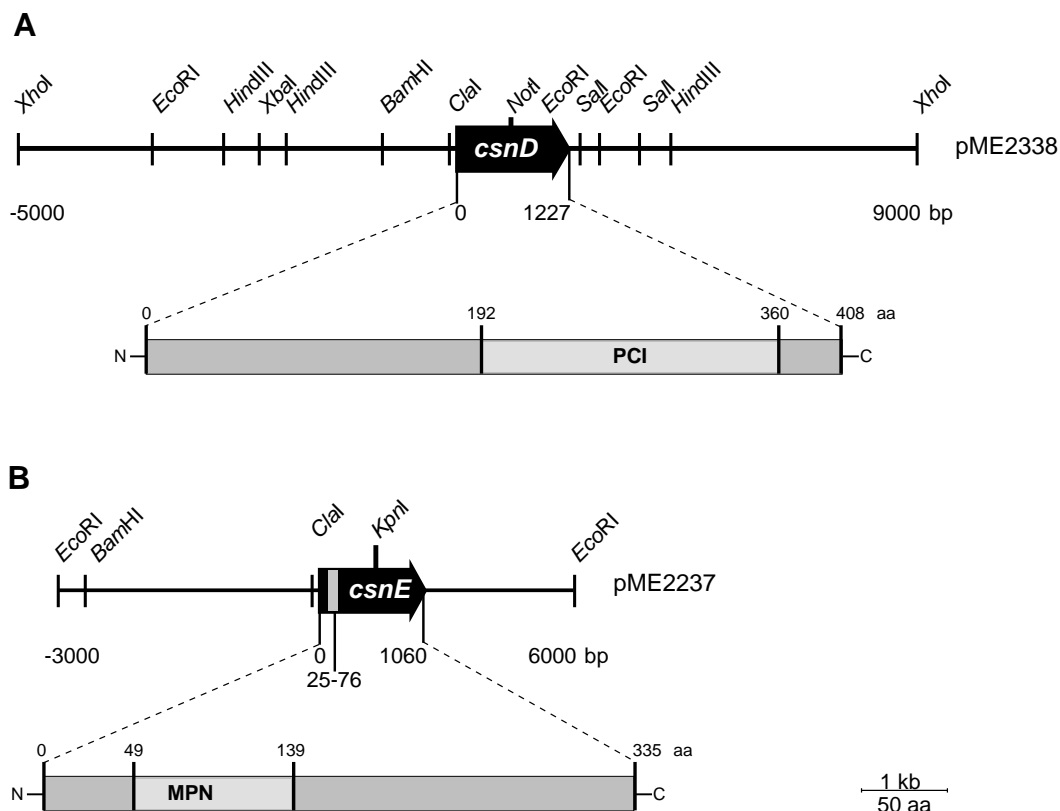 A
XhoI EcoRI HindIII XbaI HindIII BamHI ClaI NotI EcoRI SalI EcoRI SalI HindIII XhoI
csnD
pME2338
-5000 0 1227 9000 bp
0 192 360 408 aa
N PCI C
B
EcoRI BamHI ClaI KpnI EcoRI
csnE
pME2237
-3000 0 1060 6000 bp
25-76
0 49 139 335 aa
N MPN C
1 kb
50 aa